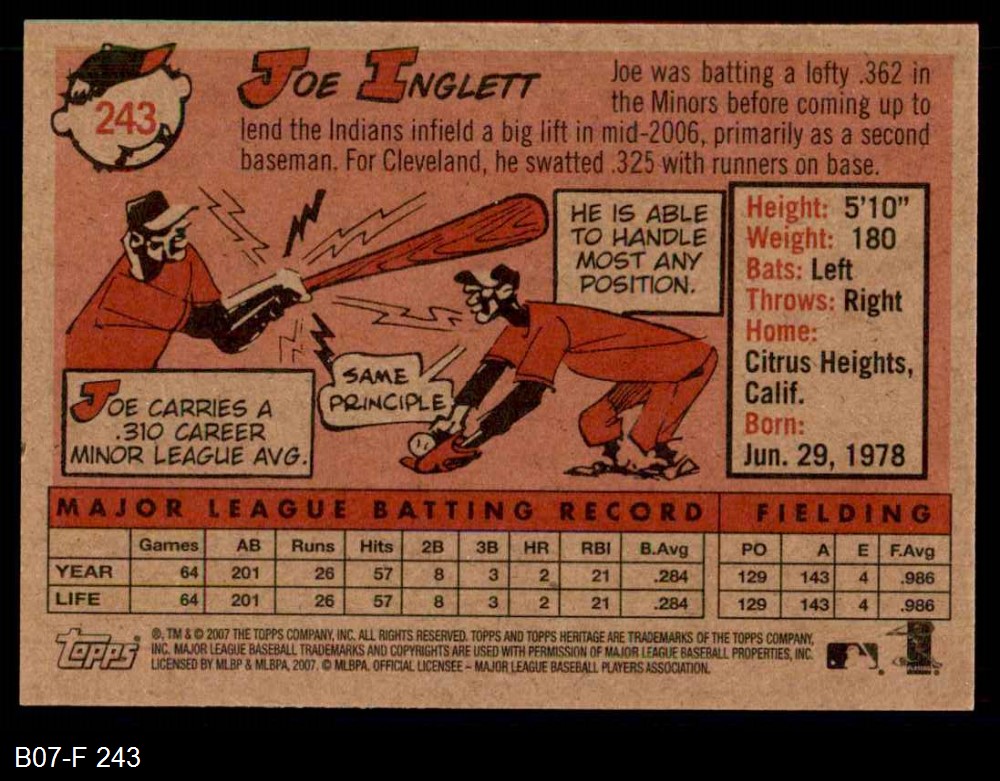 243
JOE INGLETT
Joe was batting a lofty .362 in
the Minors before coming up to
lend the Indians infield a big lift in mid-2006, primarily as a second
baseman. For Cleveland, he swatted .325 with runners on base.
HE IS ABLE
TO HANDLE
MOST ANY
POSITION.
Height: 5'10"
Weight: 180
Bats: Left
Throws: Right
Home:
Citrus Heights,
Calif.
Born:
Jun. 29, 1978
SAME
PRINCIPLE
JOE CARRIES A
.310 CAREER
MINOR LEAGUE AVG.
MAJOR LEAGUE BATTING RECORD FIELDING
Games AB Runs Hits 2B 3B HR RBI B.Avg PO A E F.Avg
YEAR 64 201 26 57 8 3 2 21 .284 129 143 4 .986
LIFE 64 201 26 57 8 3 2 21 .284 129 143 4 .986
Topps
®, TM & © 2007 THE TOPPS COMPANY, INC. ALL RIGHTS RESERVED. TOPPS AND TOPPS HERITAGE ARE TRADEMARKS OF THE TOPPS COMPANY,
INC. MAJOR LEAGUE BASEBALL TRADEMARKS AND COPYRIGHTS ARE USED WITH PERMISSION OF MAJOR LEAGUE BASEBALL PROPERTIES, INC.
LICENSED BY MLBP & MLBPA, 2007. © MLBPA. OFFICIAL LICENSEE – MAJOR LEAGUE BASEBALL PLAYERS ASSOCIATION.
B07-F 243